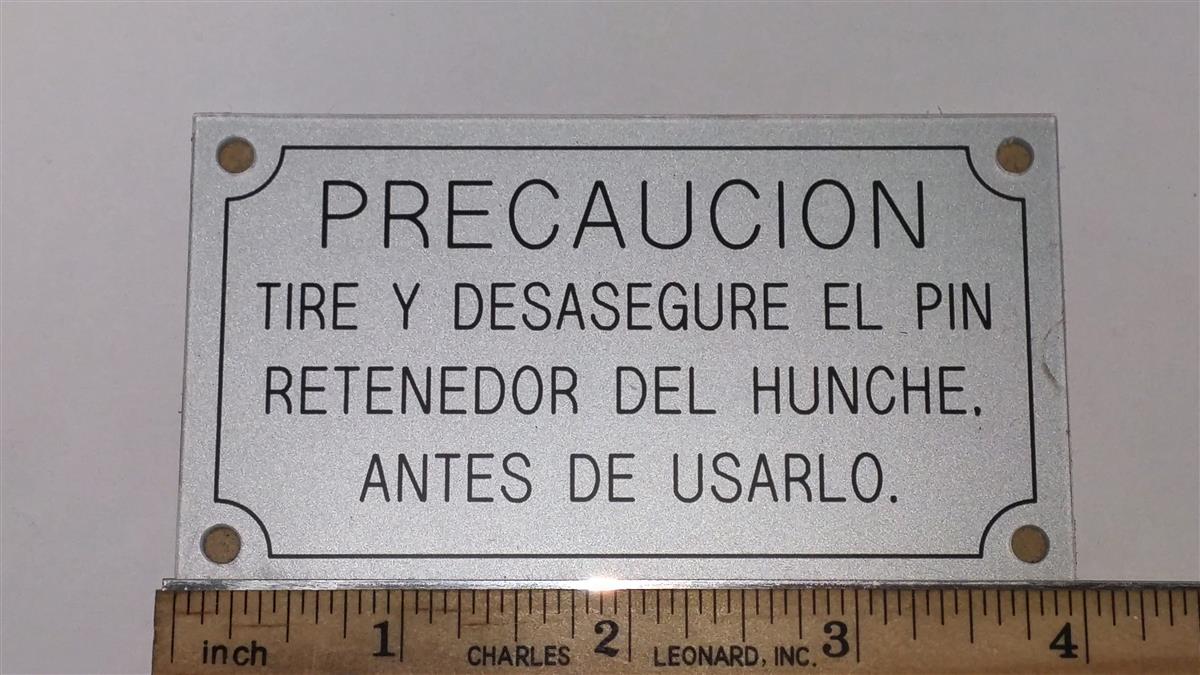 PRECAUCION
TIRE Y DESASEGURE EL PIN
RETENEDOR DEL HUNCHE.
ANTES DE USARLO.
1 2 3 4
inch CHARLES LEONARD, INC.